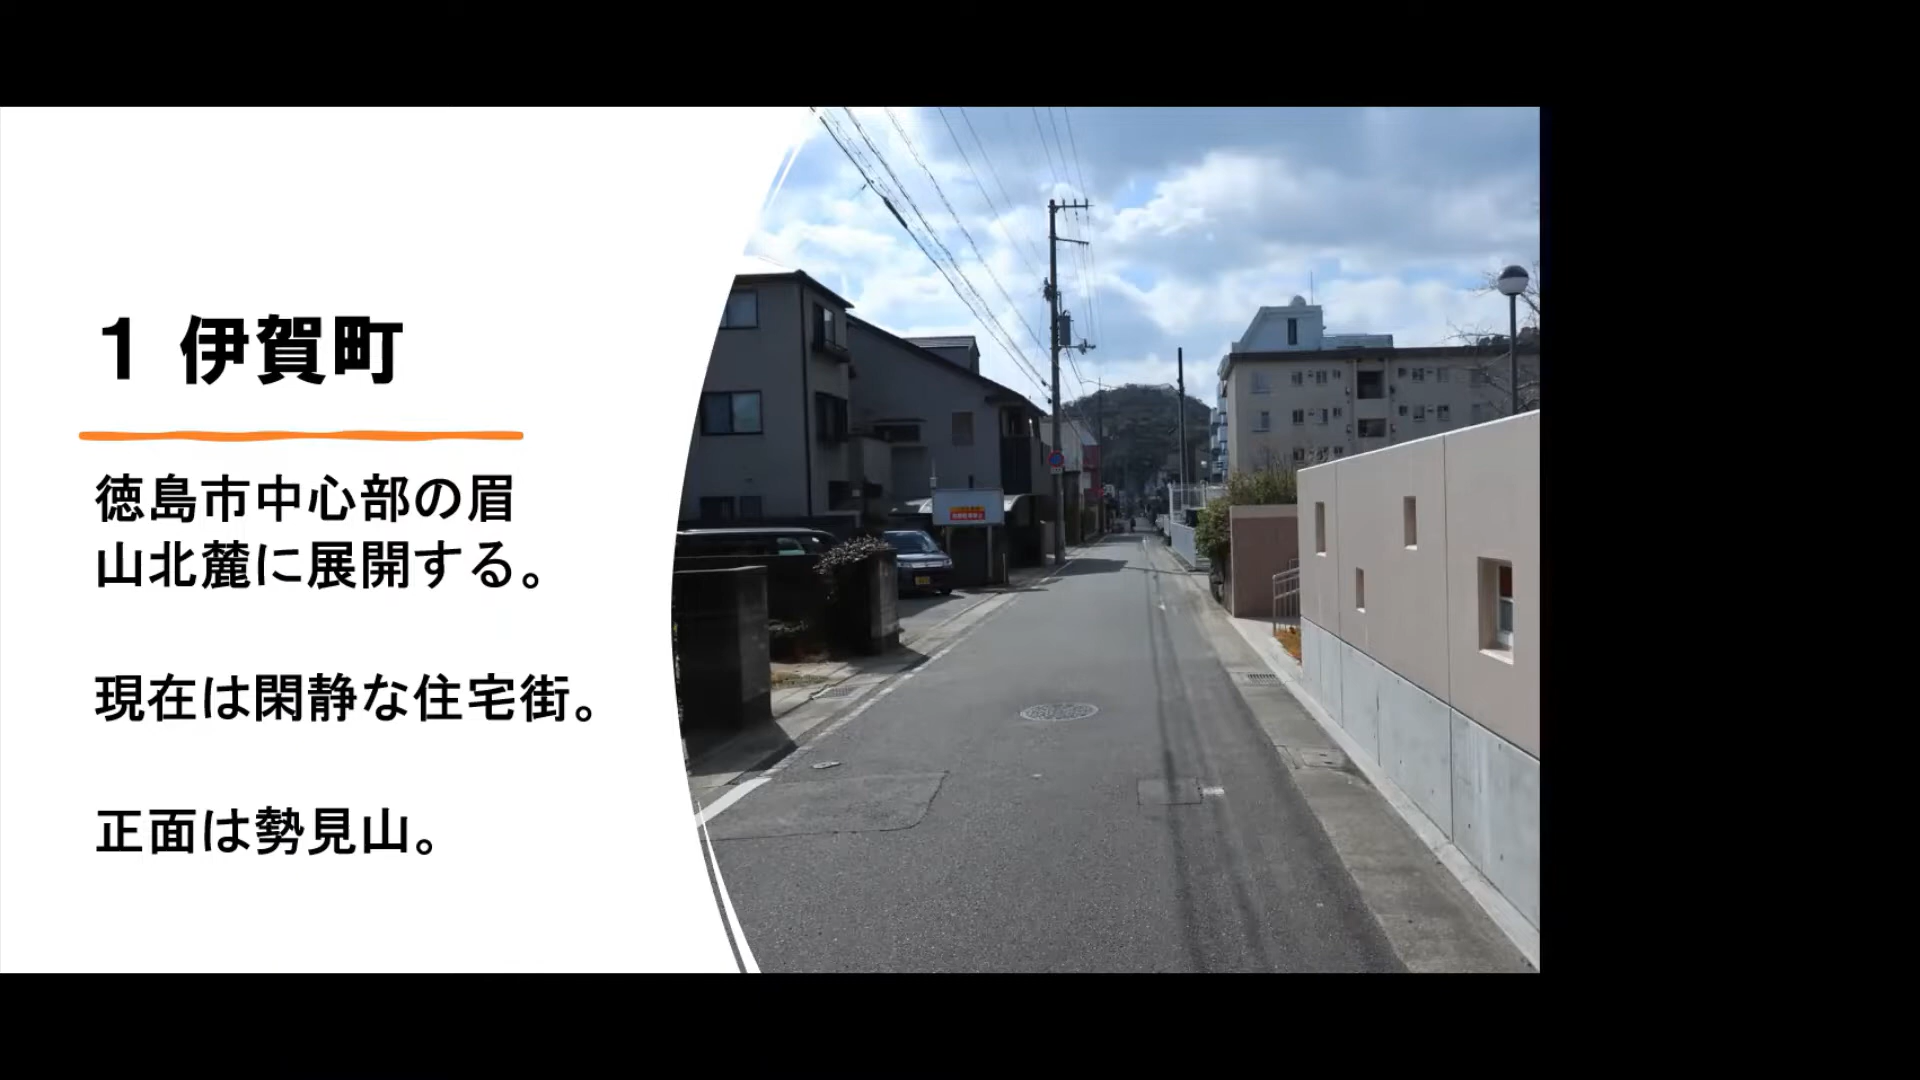 1 伊賀町
徳島市中心部の眉
山北麓に展開する。
現在は閑静な住宅街。
正面は勢見山。